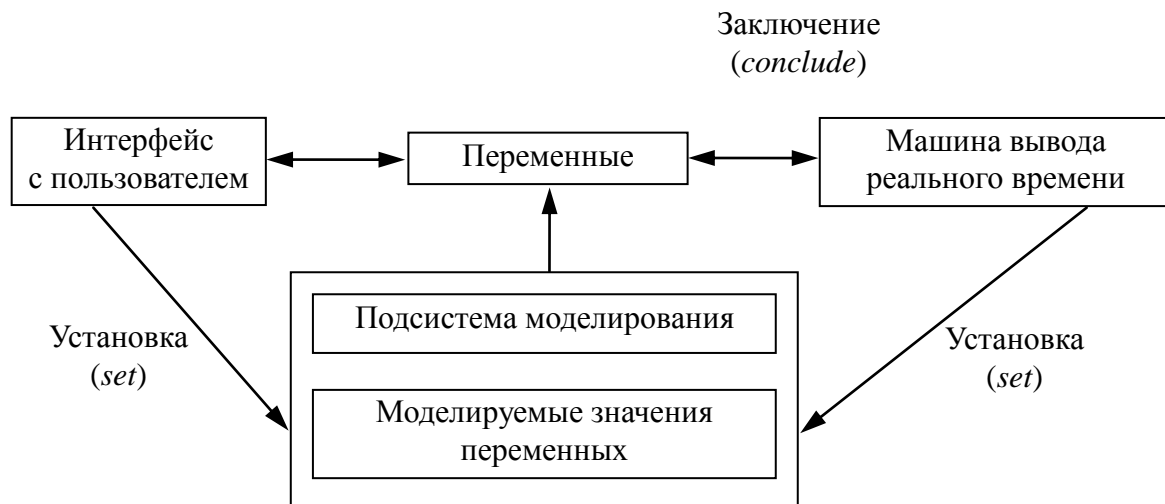 Заключение
(conclude)
Интерфейс
с пользователем
Переменные
Машина вывода
реального времени
Подсистема моделирования
Установка
(set)
Установка
(set)
Моделируемые значения
переменных